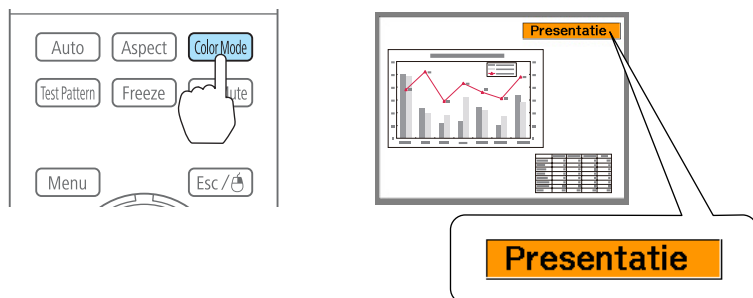 Auto Aspect Color Mode
Presentatie
Test Pattern Freeze
Menu Esc /
Presentatie